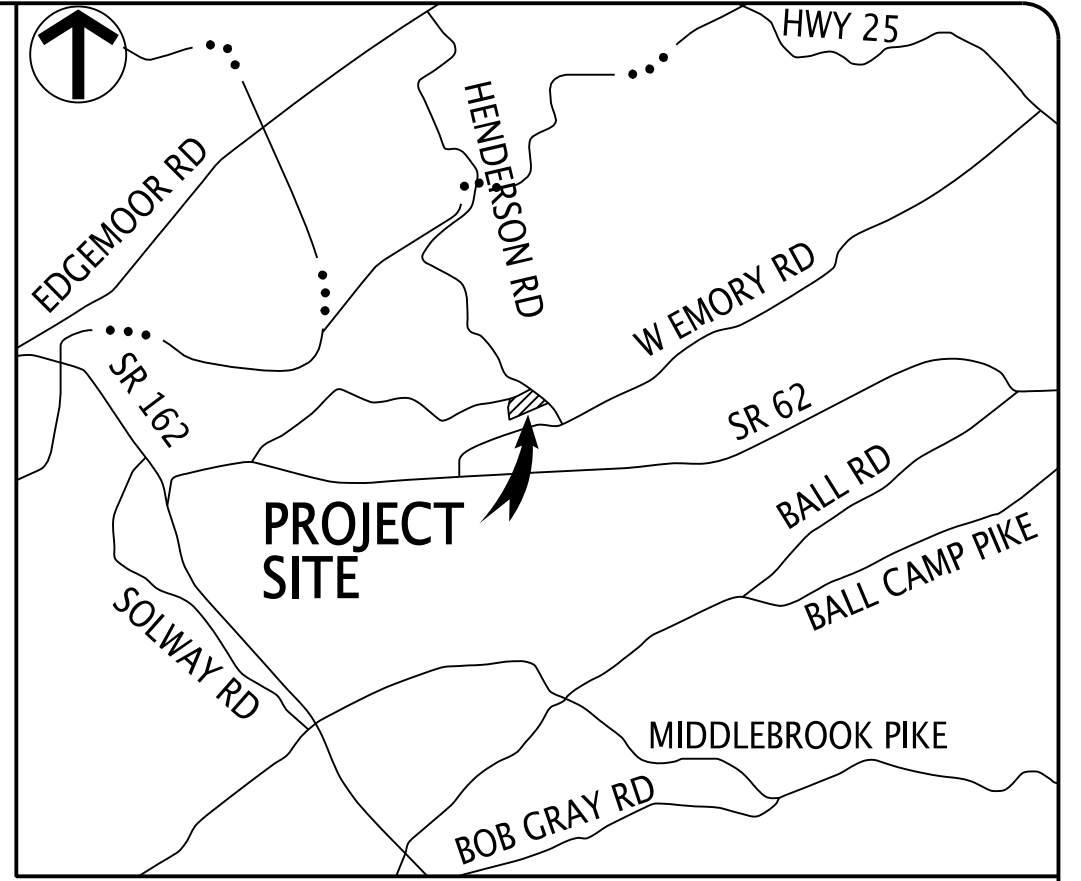 HWY 25
HENDERSON RD
EDGEMOOR RD
W EMORY RD
SR 162
SR 62
BALL RD
PROJECT
SITE
BALL CAMP PIKE
SOLWAY RD
MIDDLEBROOK PIKE
BOB GRAY RD